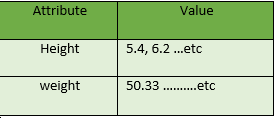 Attribute Value
Height 5.4, 6.2 ...etc
weight 50.33 ..........etc